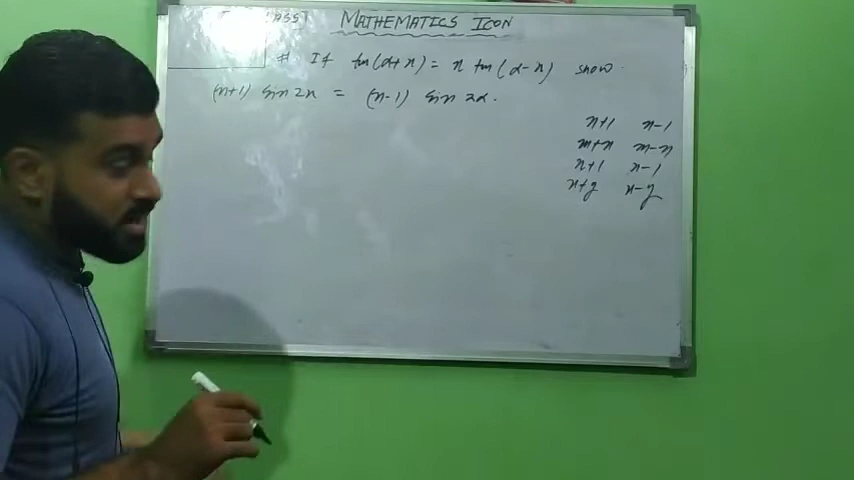 MATHEMATICS ICON
# If tan(α+x) = n tan(α-x) show
(n+1) sin 2x = (n-1) sin 2α.
n+1 n-1
m+n m-n
x+1 x-1
x+y x-y